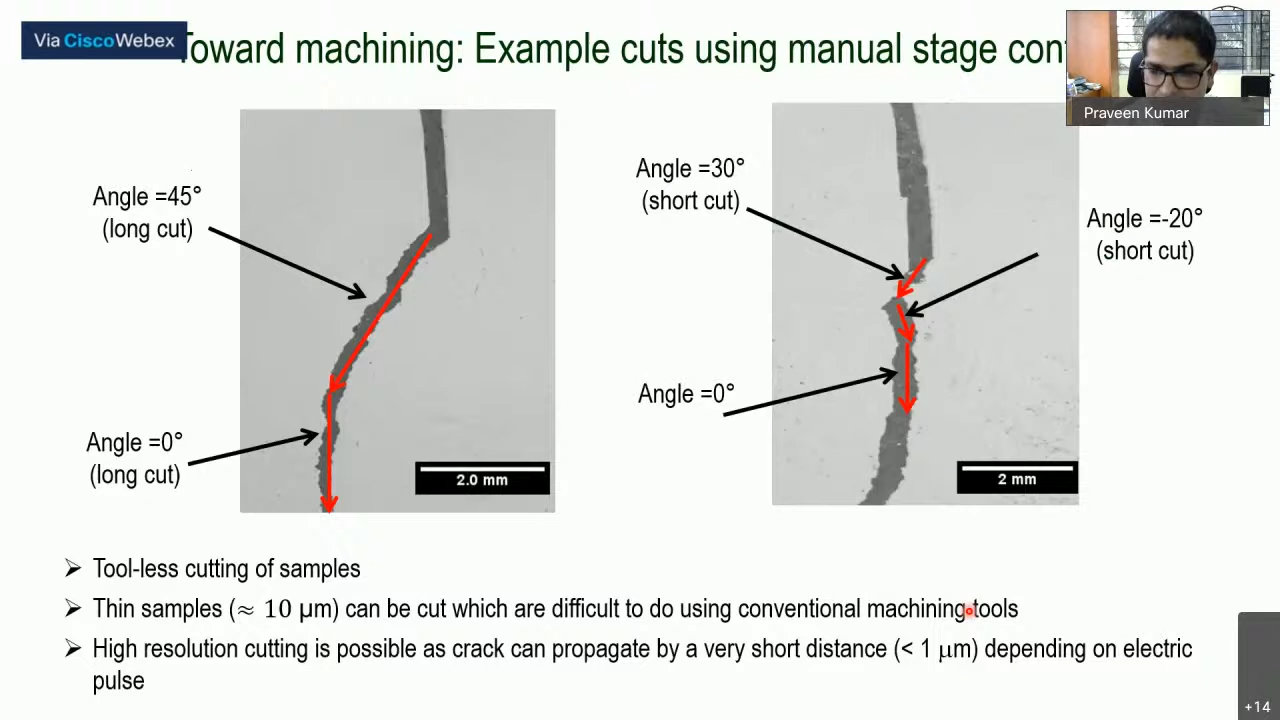 Via Cisco Webex
Toward machining: Example cuts using manual stage
Praveen Kumar
Angle =45°
(long cut)
Angle =0°
(long cut)
2.0 mm
Angle =30°
(short cut)
Angle =-20°
(short cut)
Angle =0°
2 mm
➢ Tool-less cutting of samples
➢ Thin samples (≈ 10 μm) can be cut which are difficult to do using conventional machining tools
➢ High resolution cutting is possible as crack can propagate by a very short distance (< 1 μm) depending on electric
pulse
+14